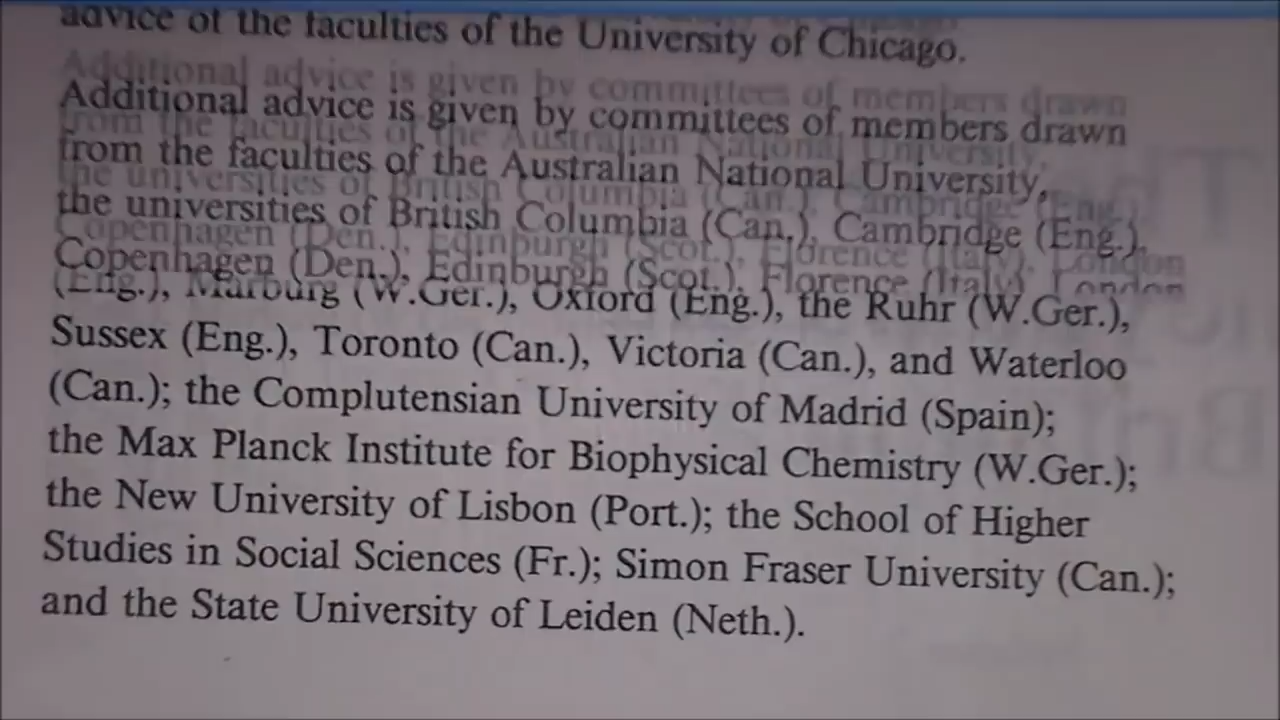 advice of the faculties of the University of Chicago.
Additional advice is given by committees of members drawn
from the faculties of the Australian National University,
the universities of British Columbia (Can.), Cambridge (Eng.),
Copenhagen (Den.), Edinburgh (Scot.), Florence (Italy), London
(Eng.), Marburg (W.Ger.), Oxford (Eng.), the Ruhr (W.Ger.),
Sussex (Eng.), Toronto (Can.), Victoria (Can.), and Waterloo
(Can.); the Complutensian University of Madrid (Spain);
the Max Planck Institute for Biophysical Chemistry (W.Ger.);
the New University of Lisbon (Port.); the School of Higher
Studies in Social Sciences (Fr.); Simon Fraser University (Can.);
and the State University of Leiden (Neth.).